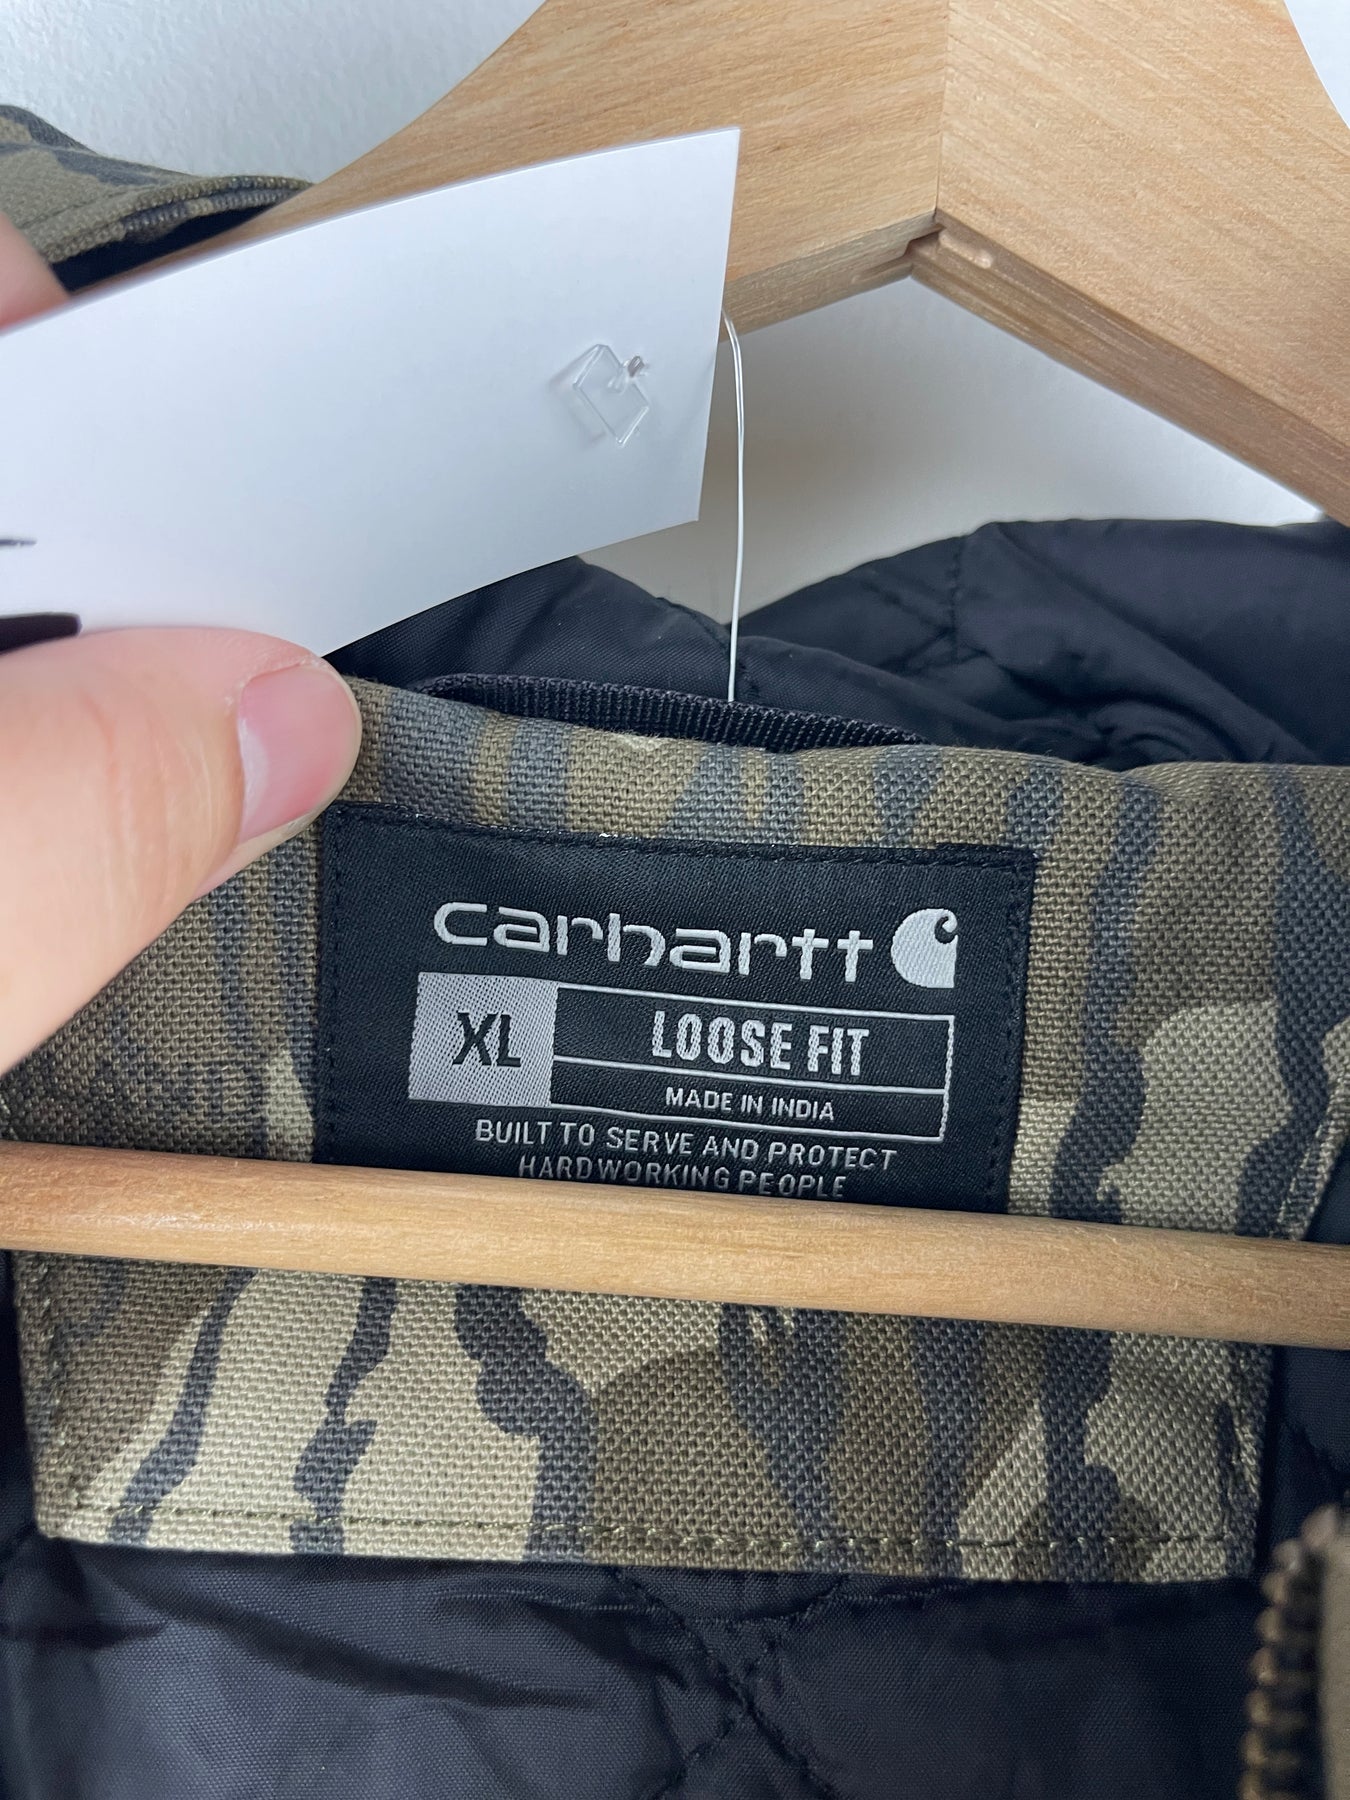 carhartt
XL
LOOSE FIT
MADE IN INDIA
BUILT TO SERVE AND PROTECT
HARDWORKING PEOPLE